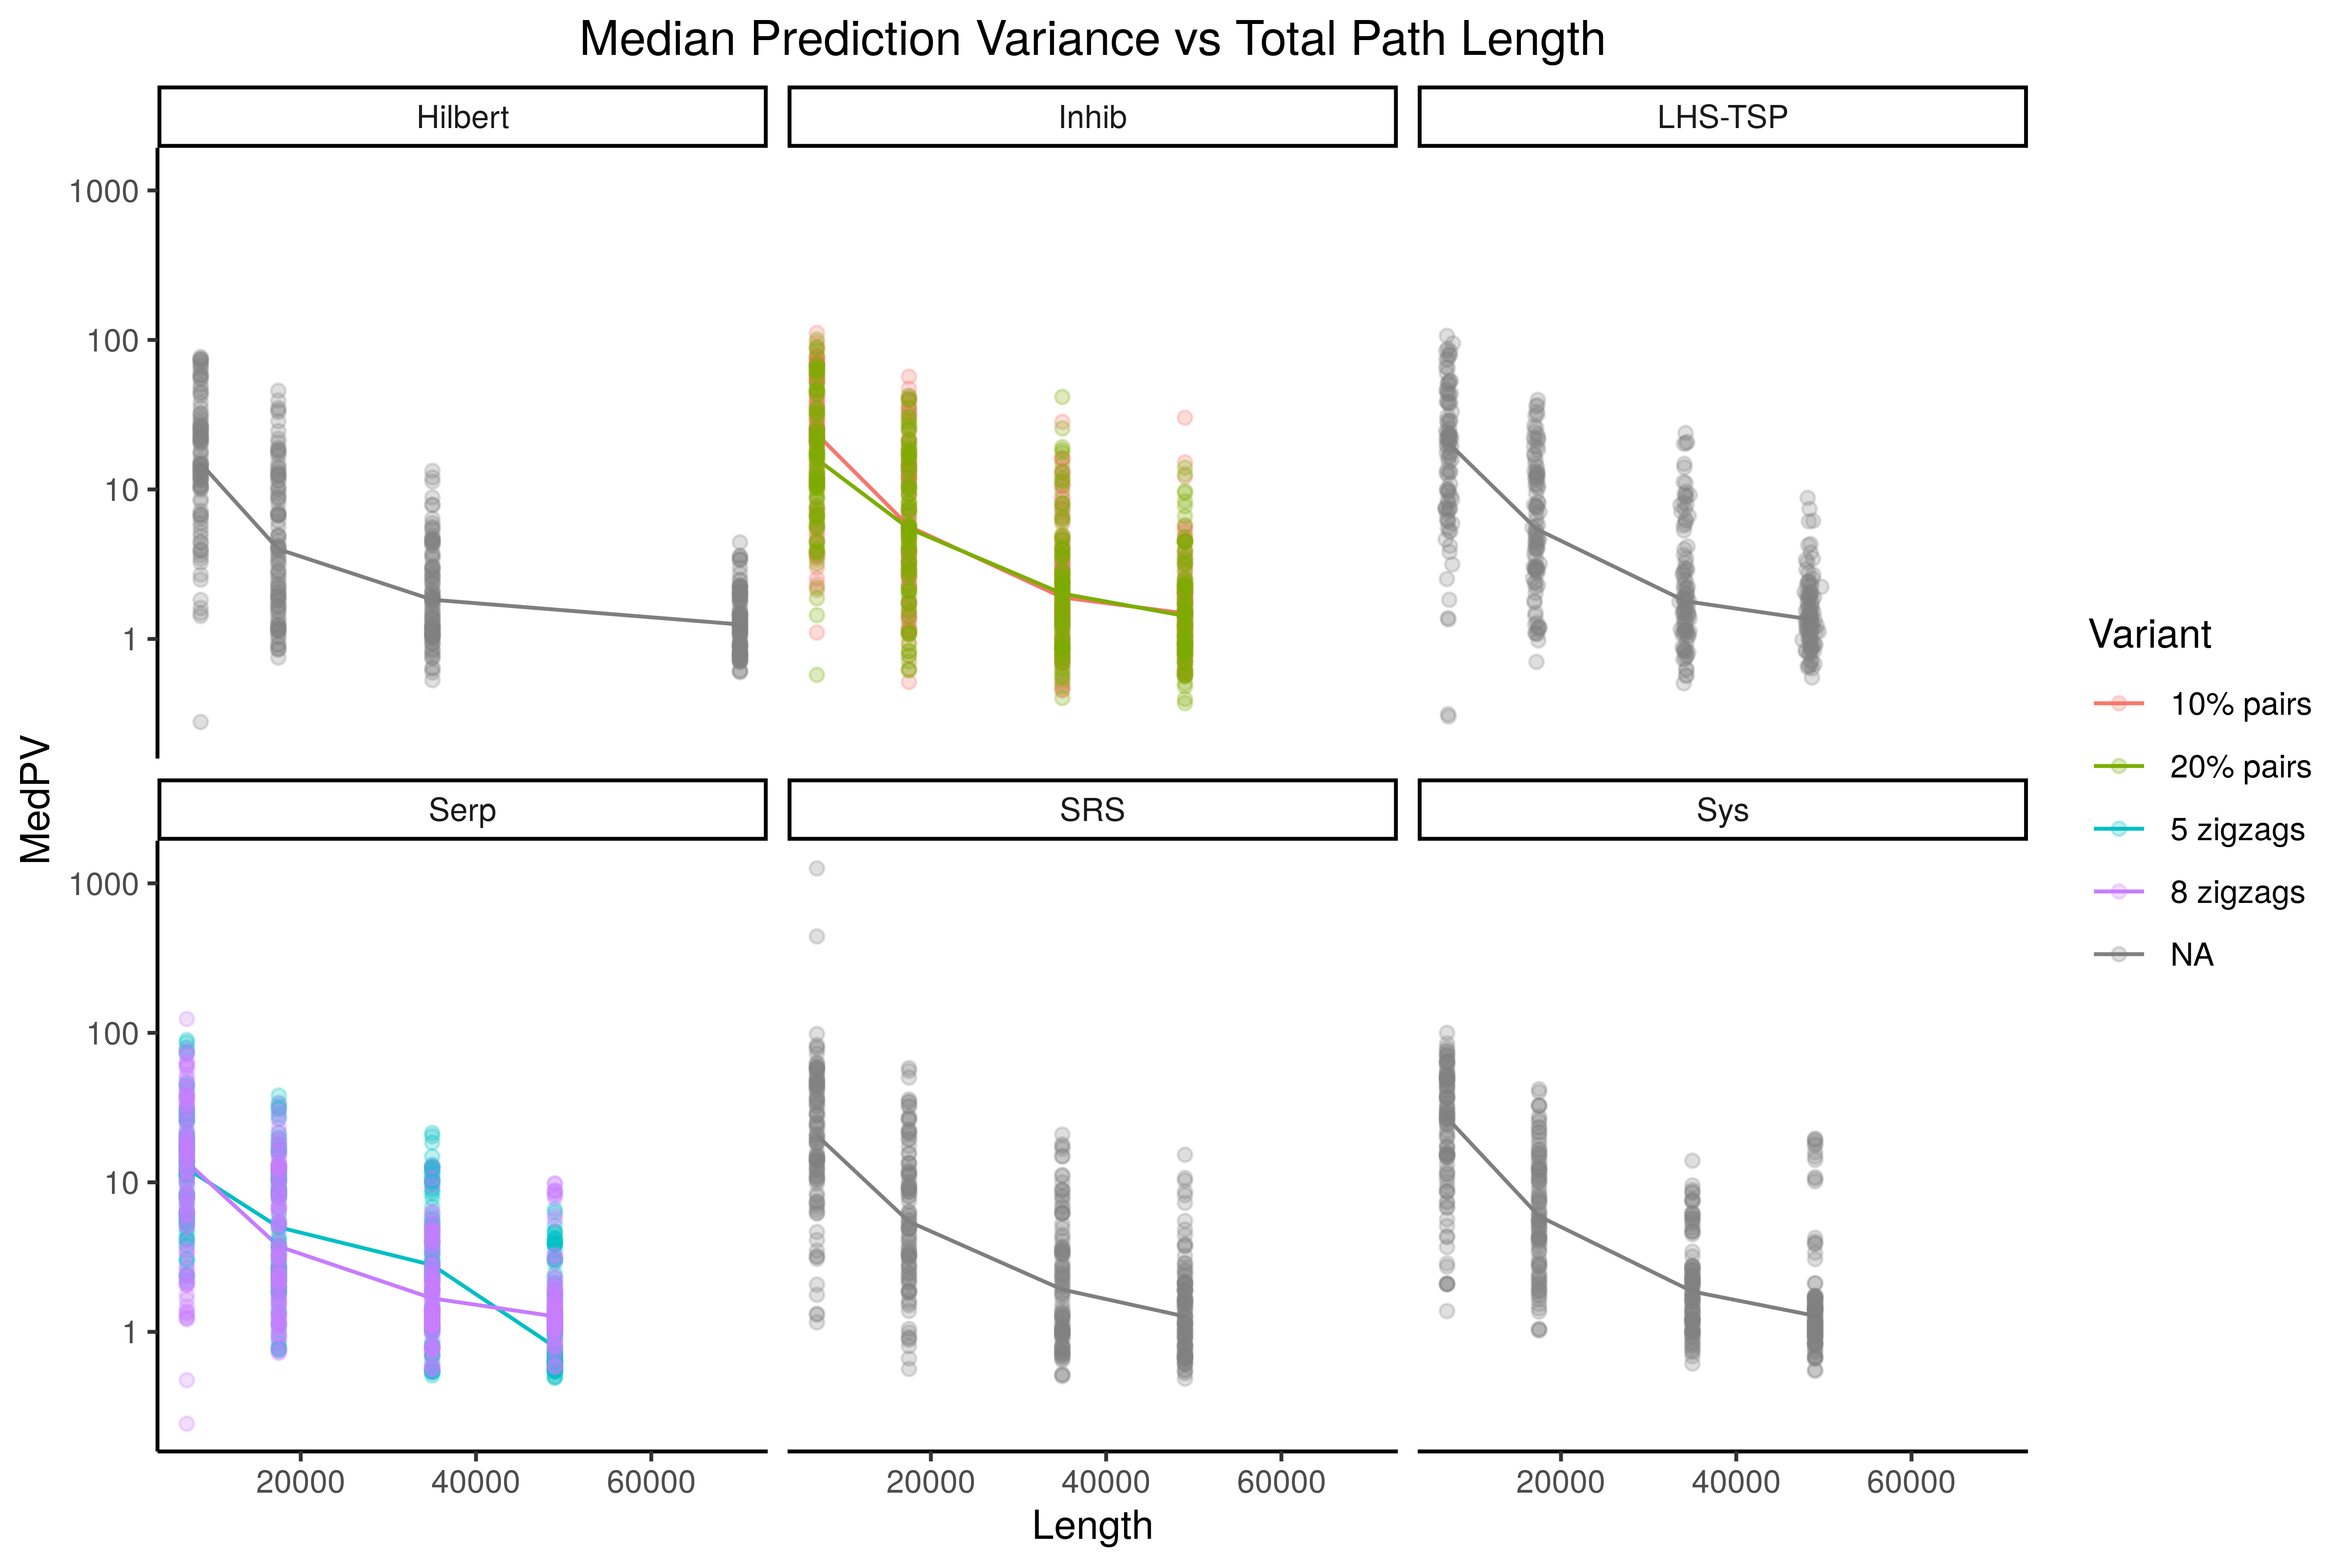 Median Prediction Variance vs Total Path Length
Hilbert
Inhib
LHS-TSP
1000
100
10
1
Serp
SRS
Sys
1000
100
10
1
20000
40000
60000
20000
40000
60000
20000
40000
60000
Length
MedPV
Variant
10% pairs
20% pairs
5 zigzags
8 zigzags
NA